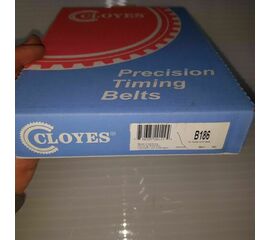 CLOYES
Precision
Timing
Belts
CLOYES®
B186